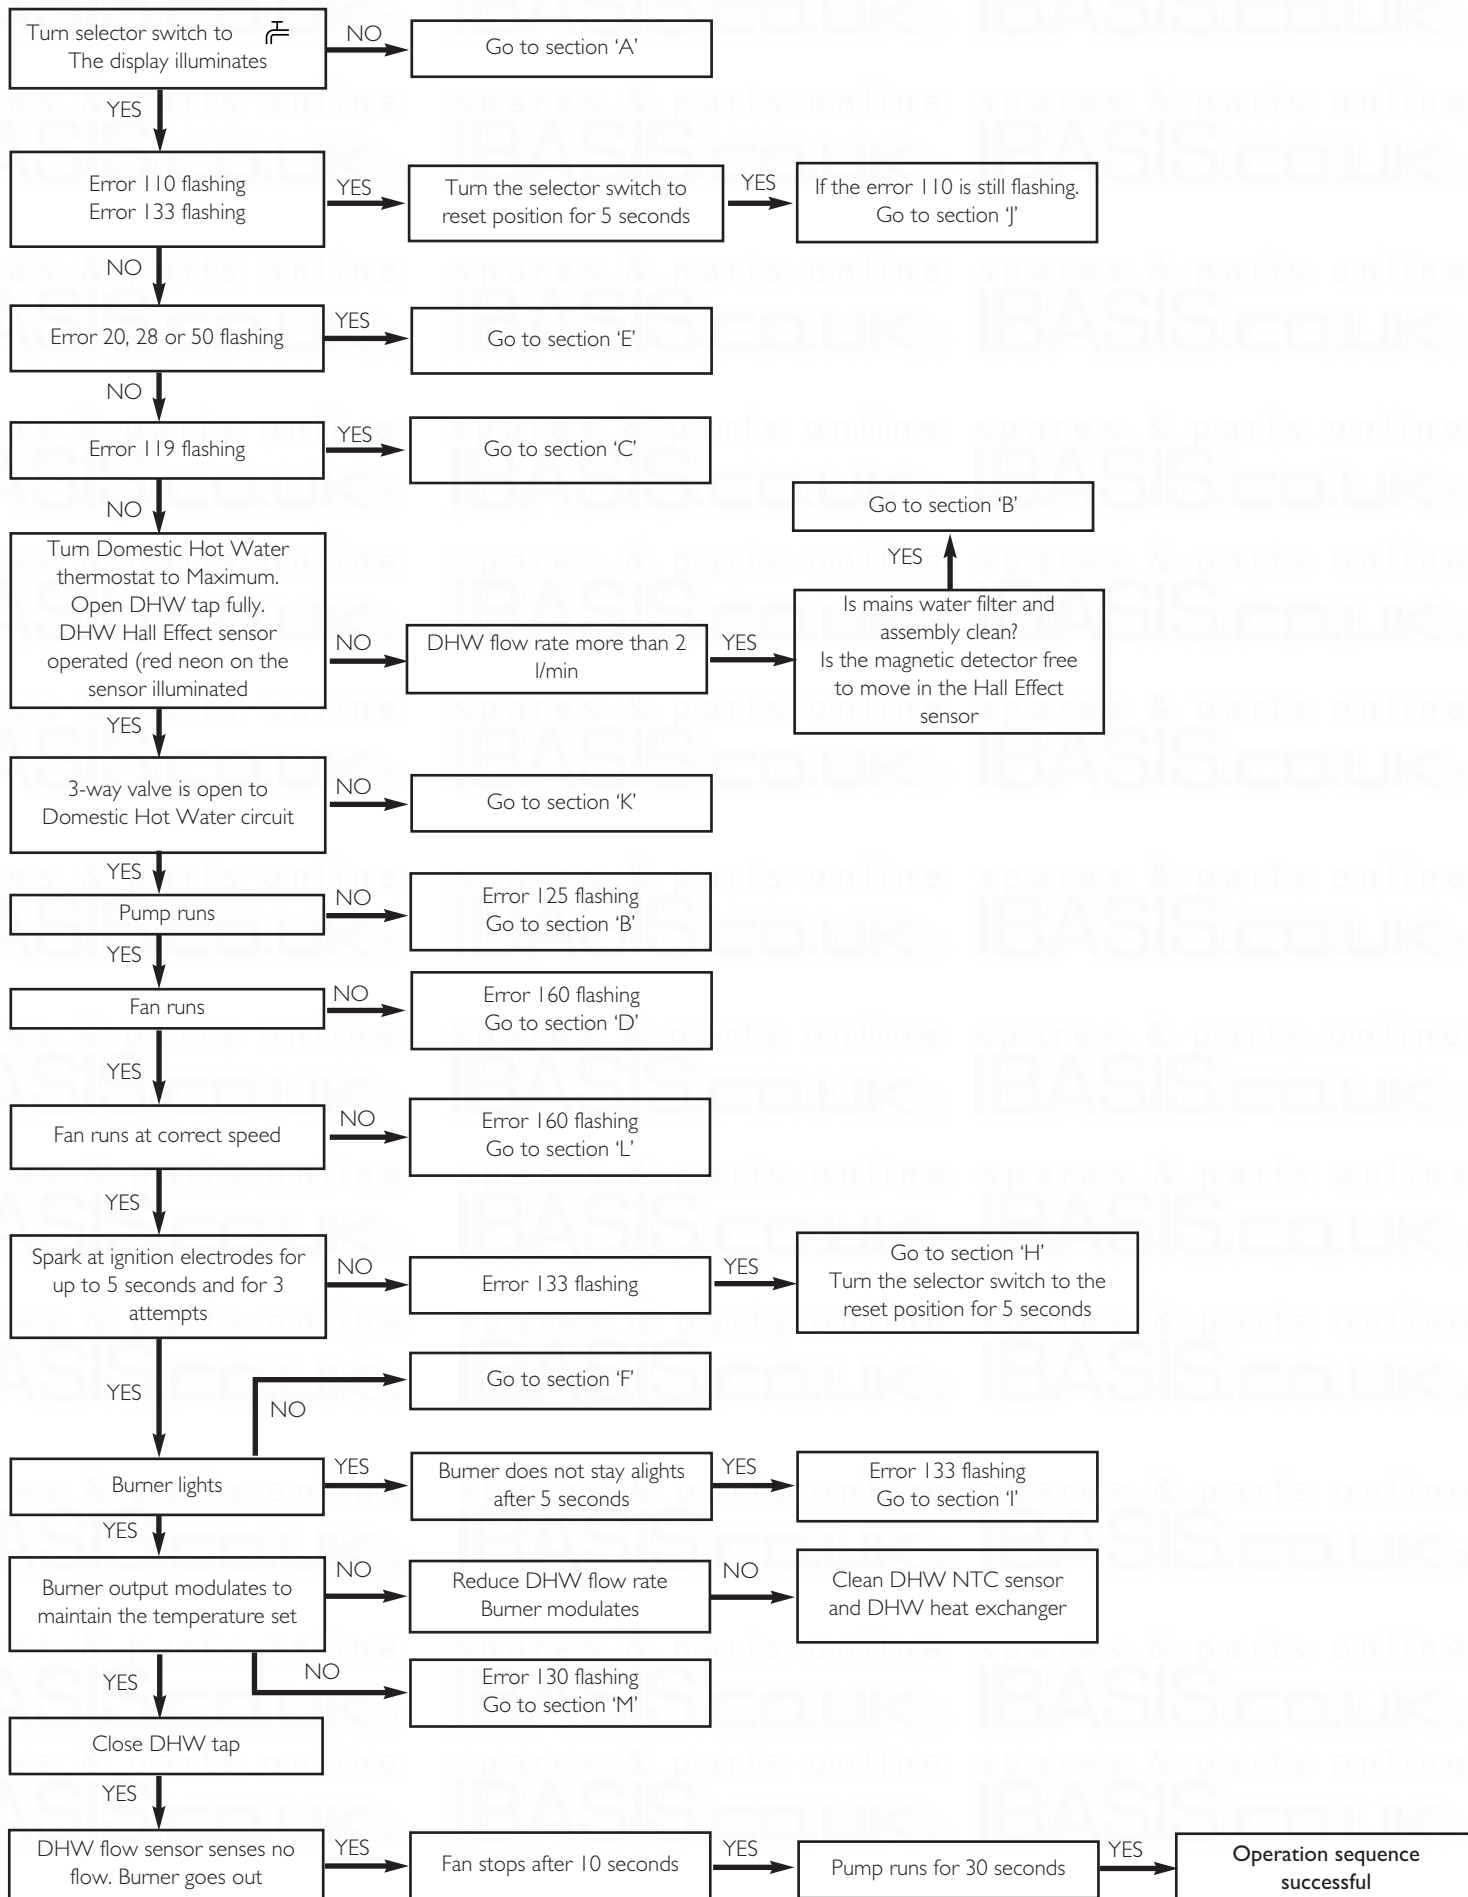 Turn selector switch to
The display illuminates
NO
Go to section ‘A’
YES
Error 110 flashing
Error 133 flashing
YES
Turn the selector switch to
reset position for 5 seconds
YES
If the error 110 is still flashing.
Go to section ‘J’
NO
Error 20, 28 or 50 flashing
YES
Go to section ‘E’
NO
Error 119 flashing
YES
Go to section ‘C’
NO
Turn Domestic Hot Water
thermostat to Maximum.
Open DHW tap fully.
DHW Hall Effect sensor
operated (red neon on the
sensor illuminated
NO
DHW flow rate more than 2
l/min
YES
Is mains water filter and
assembly clean?
Is the magnetic detector free
to move in the Hall Effect
sensor
YES
Go to section ‘B’
YES
3-way valve is open to
Domestic Hot Water circuit
NO
Go to section ‘K’
YES
Pump runs
NO
Error 125 flashing
Go to section ‘B’
YES
Fan runs
NO
Error 160 flashing
Go to section ‘D’
YES
Fan runs at correct speed
NO
Error 160 flashing
Go to section ‘L’
YES
Spark at ignition electrodes for
up to 5 seconds and for 3
attempts
NO
Error 133 flashing
YES
Go to section ‘H’
Turn the selector switch to the
reset position for 5 seconds
YES
NO
Go to section ‘F’
Burner lights
YES
Burner does not stay alights
after 5 seconds
YES
Error 133 flashing
Go to section ‘I’
YES
Burner output modulates to
maintain the temperature set
NO
Reduce DHW flow rate
Burner modulates
NO
Clean DHW NTC sensor
and DHW heat exchanger
NO
Error 130 flashing
Go to section ‘M’
YES
Close DHW tap
YES
DHW flow sensor senses no
flow. Burner goes out
YES
Fan stops after 10 seconds
YES
Pump runs for 30 seconds
YES
Operation sequence
successful